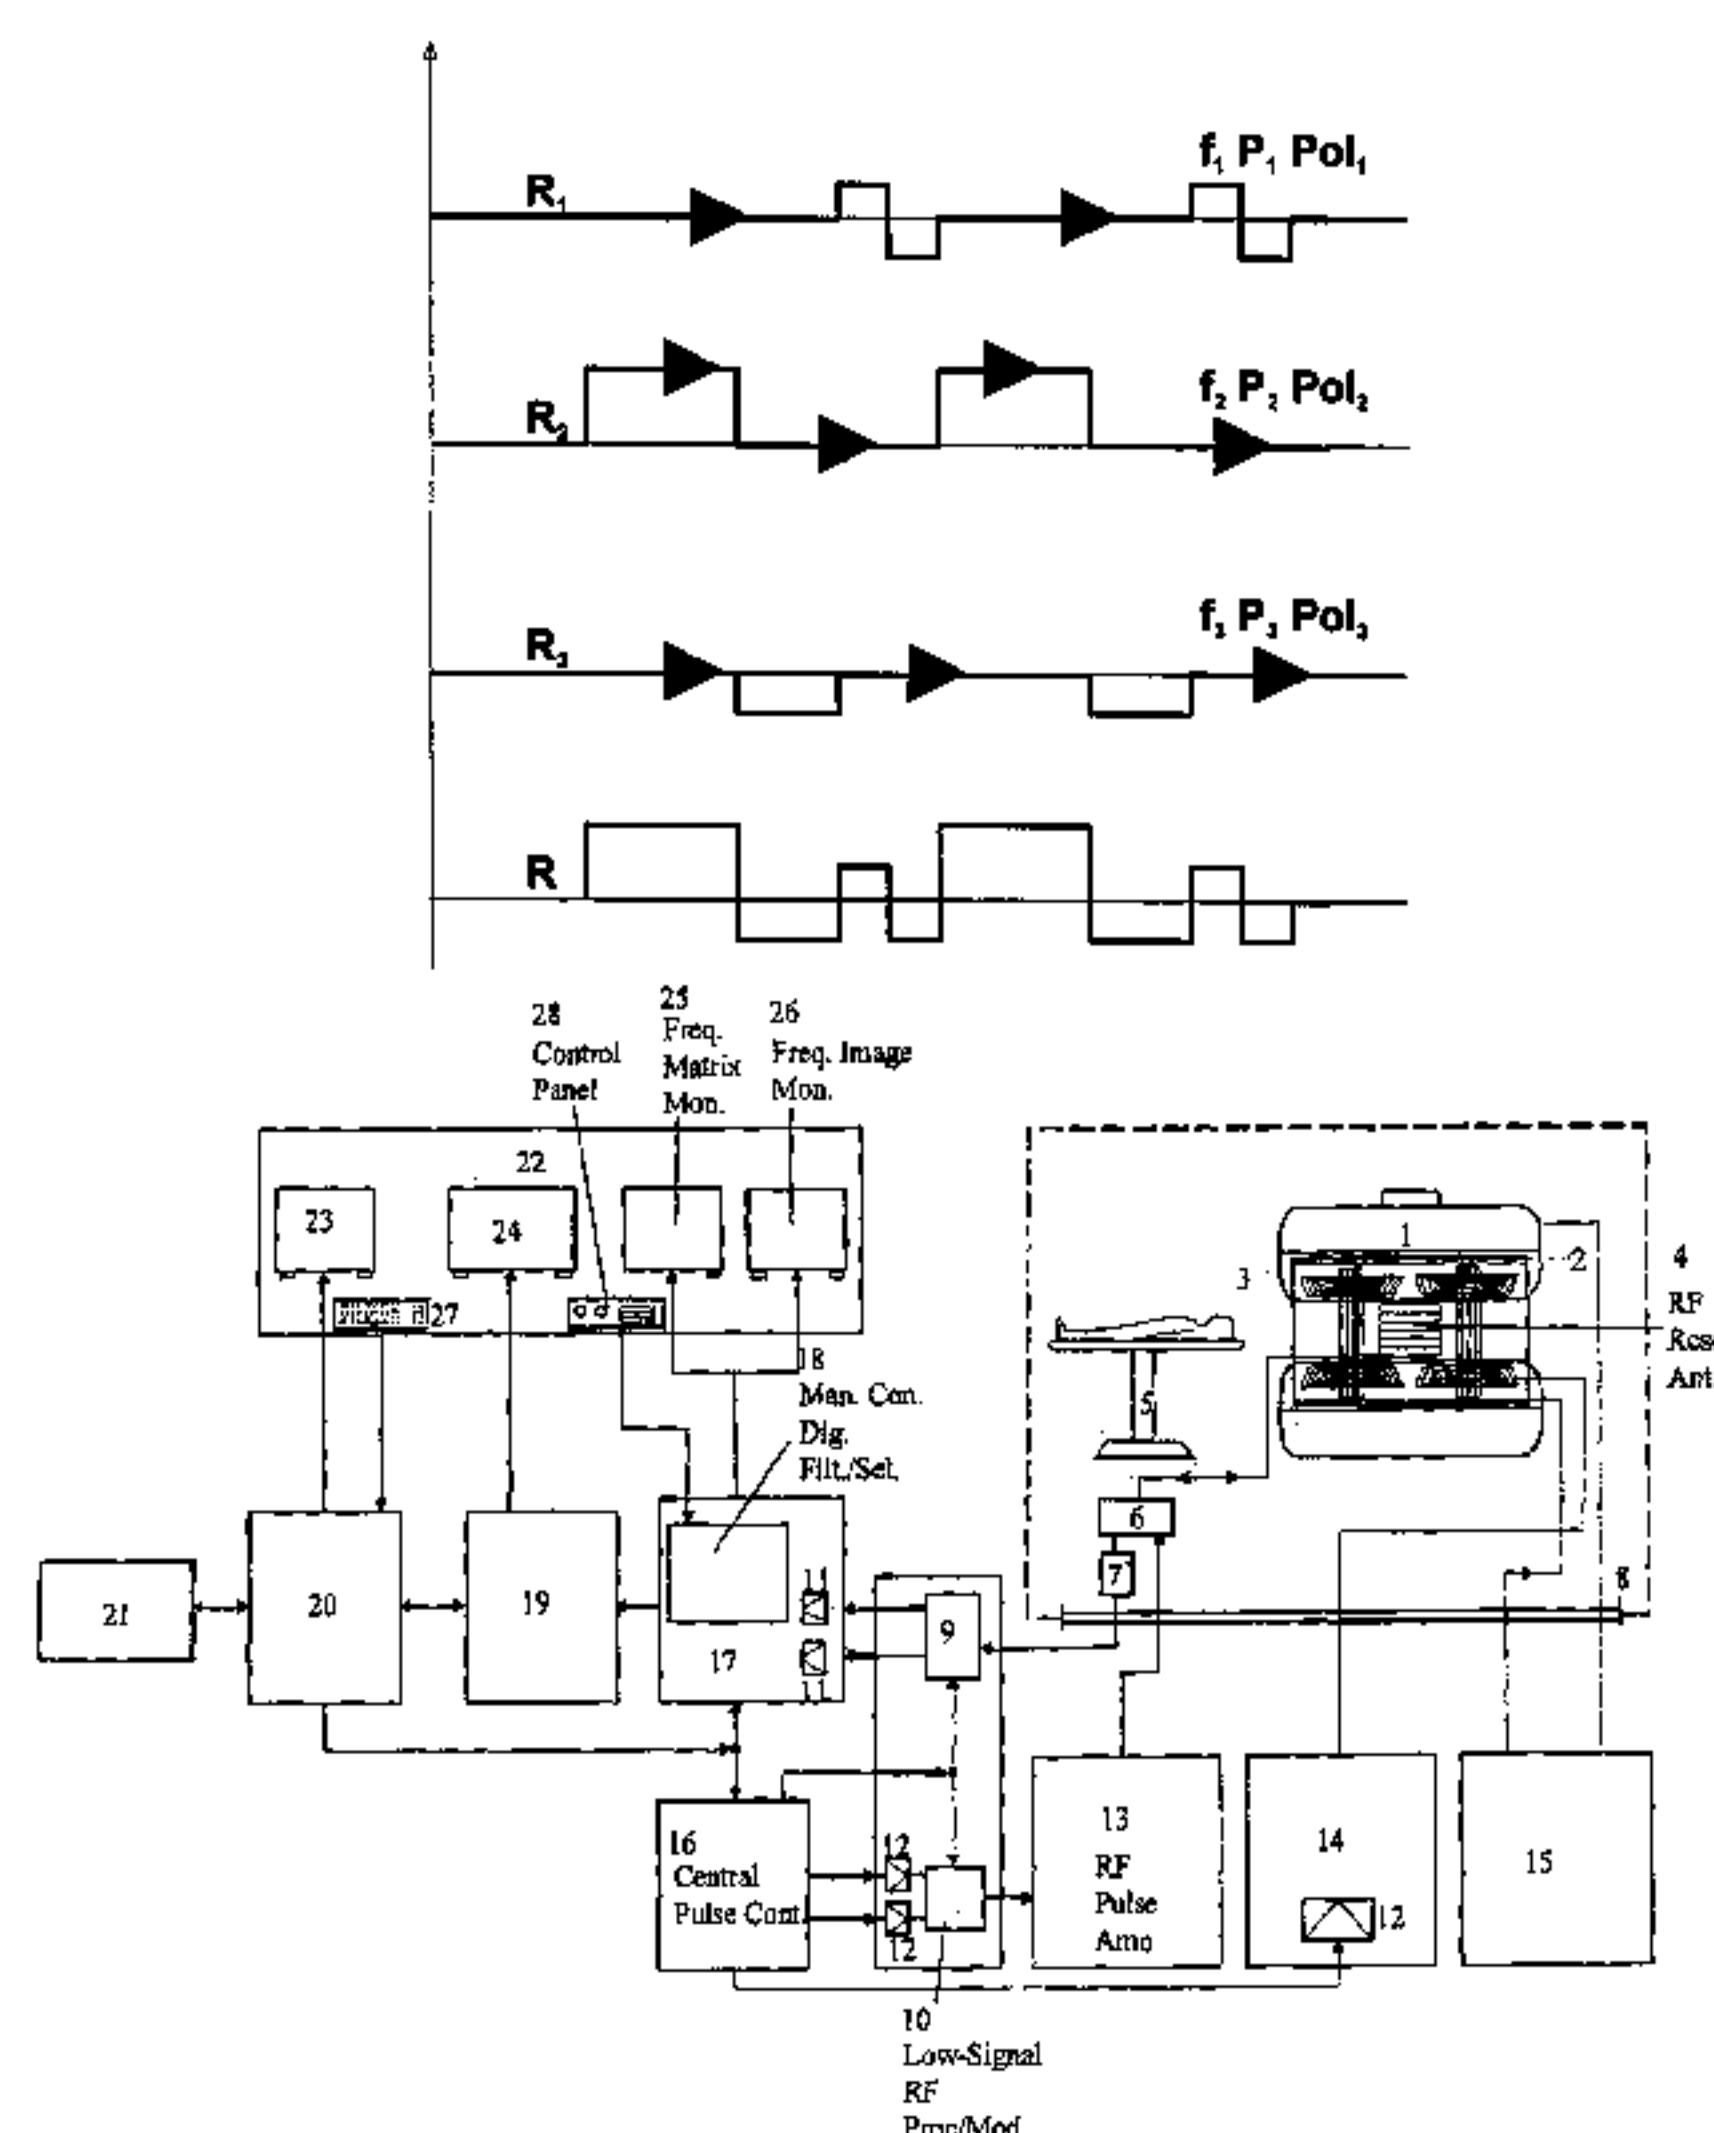 f₁ P₁ Pol₁
R₁
f₂ P₂ Pol₂
R₂
f₃ P₃ Pol₃
R₃
R
28
Control
Panel
25
Freq.
Matrix
Mon.
26
Freq. Image
Mon.
22
23
24
27
18
Man. Con.
Dig.
Filt./Sel.
1
2
3
4
RF
Ant
5
6
7
8
21
20
19
17
11
11
9
16
Central
Pulse Cont.
12
12
13
RF
Pulse
14
12
15
10
Low-Signal
RF